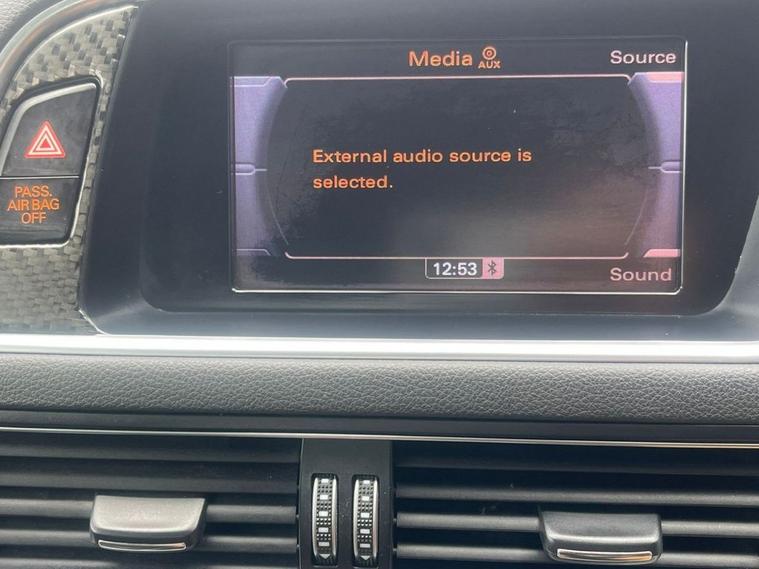 Media AUX Source
External audio source is
selected.
PASS.
AIR BAG
OFF
12:53
Sound